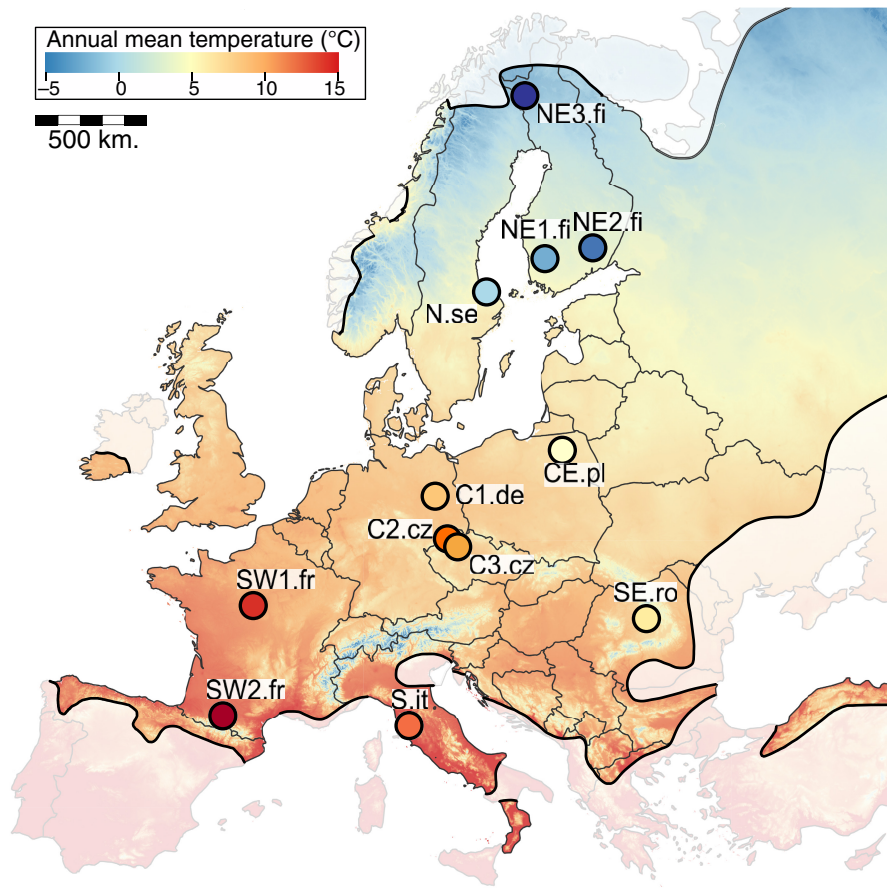 Annual mean temperature (°C)
−5 0 5 10 15
500 km.
NE3.fi
NE1.fi NE2.fi
N.se
CE.pl
C1.de
C2.cz
C3.cz
SW1.fr
SE.ro
SW2.fr
S.it